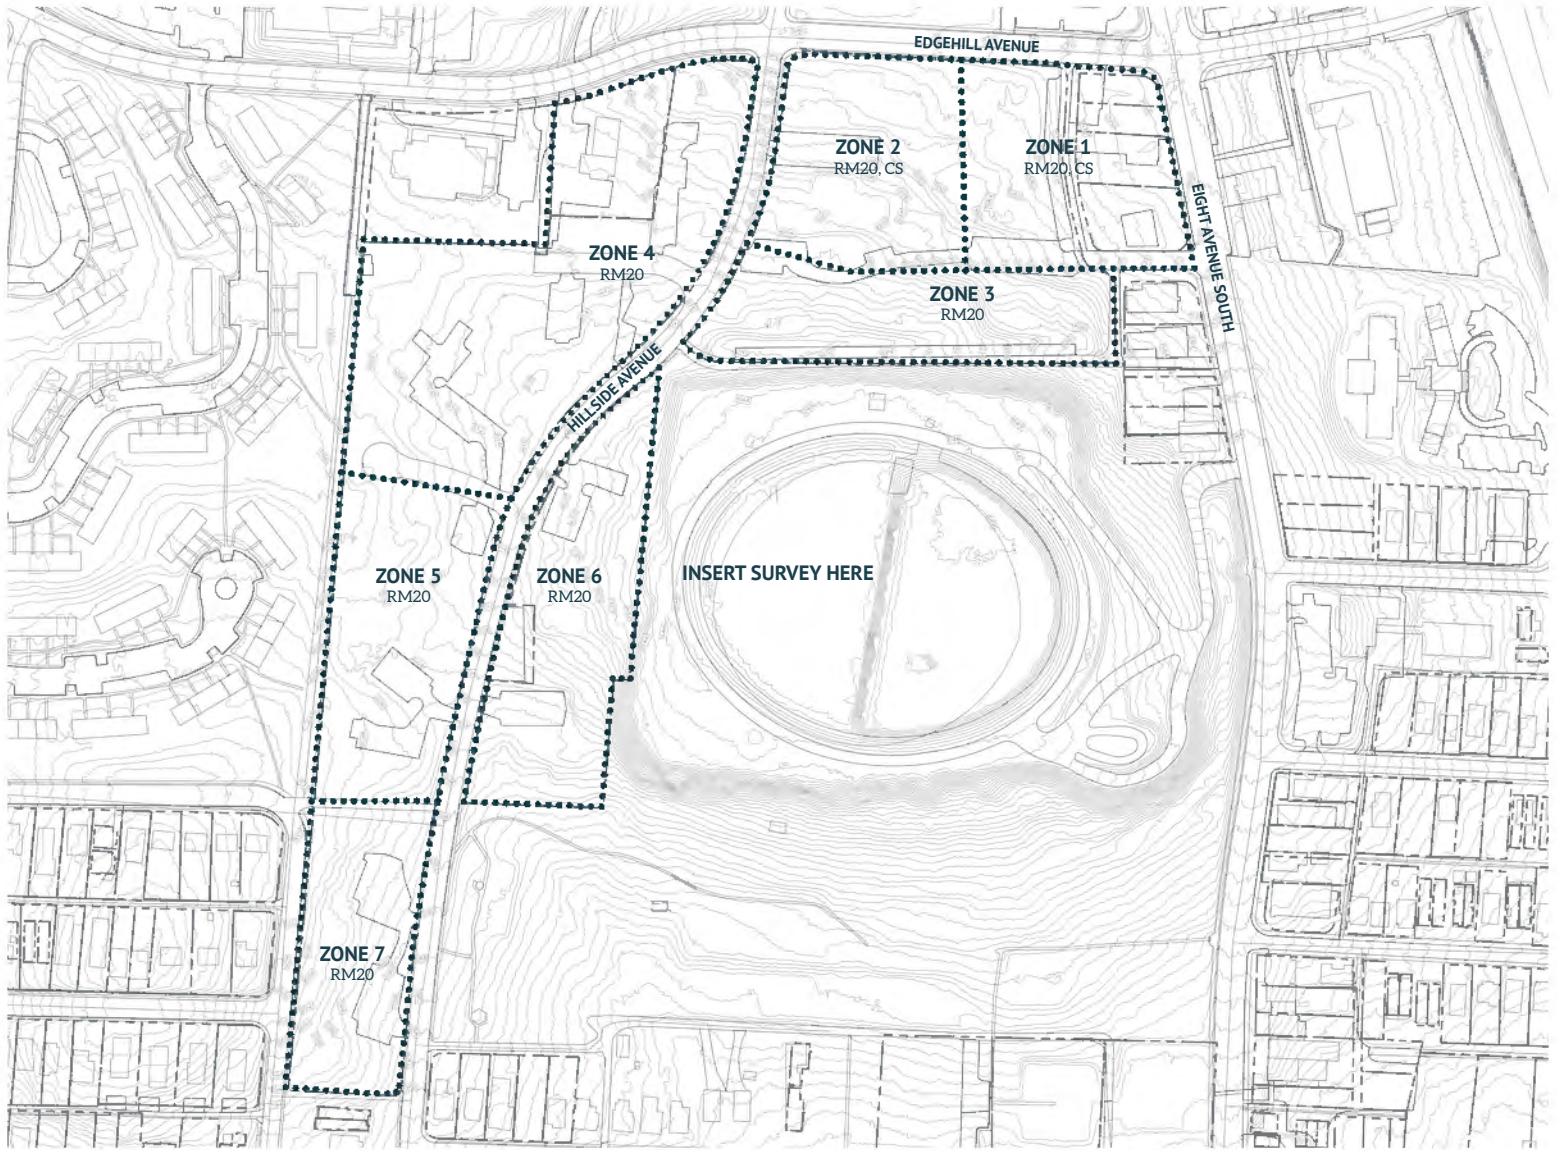 EDGEHILL AVENUE
ZONE 2
RM20, CS
ZONE 1
RM20, CS
EIGHT AVENUE SOUTH
ZONE 4
RM20
ZONE 3
RM20
HILLSIDE AVENUE
ZONE 5
RM20
ZONE 6
RM20
INSERT SURVEY HERE
ZONE 7
RM20